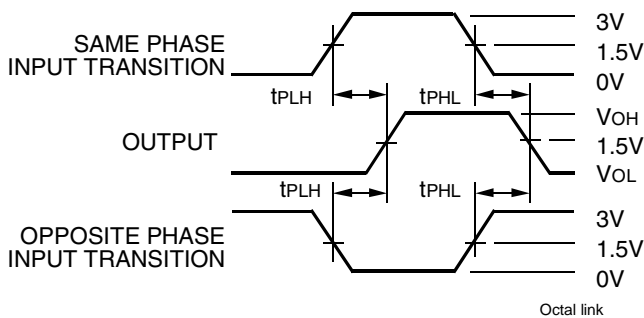 SAME PHASE
INPUT TRANSITION
3V
1.5V
0V
tPLH
tPHL
OUTPUT
VOH
1.5V
VOL
tPLH
tPHL
OPPOSITE PHASE
INPUT TRANSITION
3V
1.5V
0V
Octal link